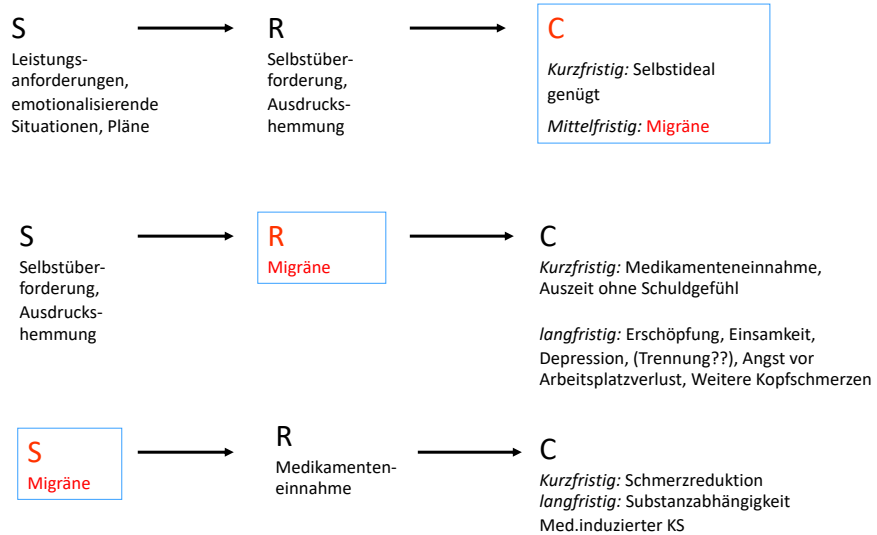 S
R
C
Leistungs-
anforderungen,
emotionalisierende
Situationen, Pläne
Selbstüber-
forderung,
Ausdrucks-
hemmung
Kurzfristig: Selbstideal
genügt
Mittelfristig: Migräne
S
R
C
Selbstüber-
forderung,
Ausdrucks-
hemmung
Migräne
Kurzfristig: Medikamenteneinnahme,
Auszeit ohne Schuldgefühl
langfristig: Erschöpfung, Einsamkeit,
Depression, (Trennung??), Angst vor
Arbeitsplatzverlust, Weitere Kopfschmerzen
S
R
C
Migräne
Medikamenten-
einnahme
Kurzfristig: Schmerzreduktion
langfristig: Substanzabhängigkeit
Med.induzierter KS